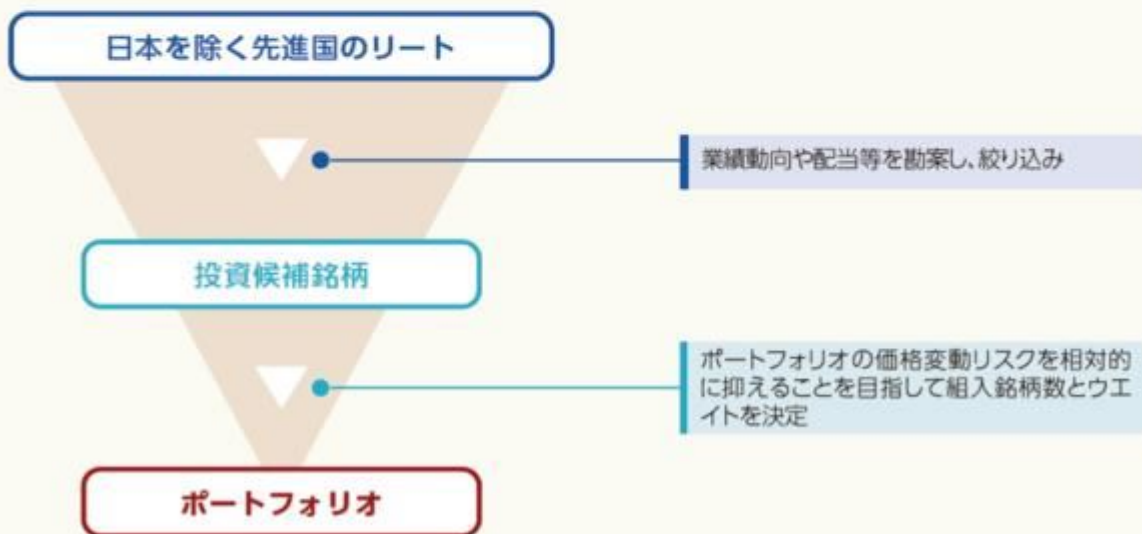 日本を除く先進国のリート
業績動向や配当等を勘案し、絞り込み
投資候補銘柄
ポートフォリオの価格変動リスクを相対的
に抑えることを目指して組入銘柄数とウエ
イトを決定
ポートフォリオ